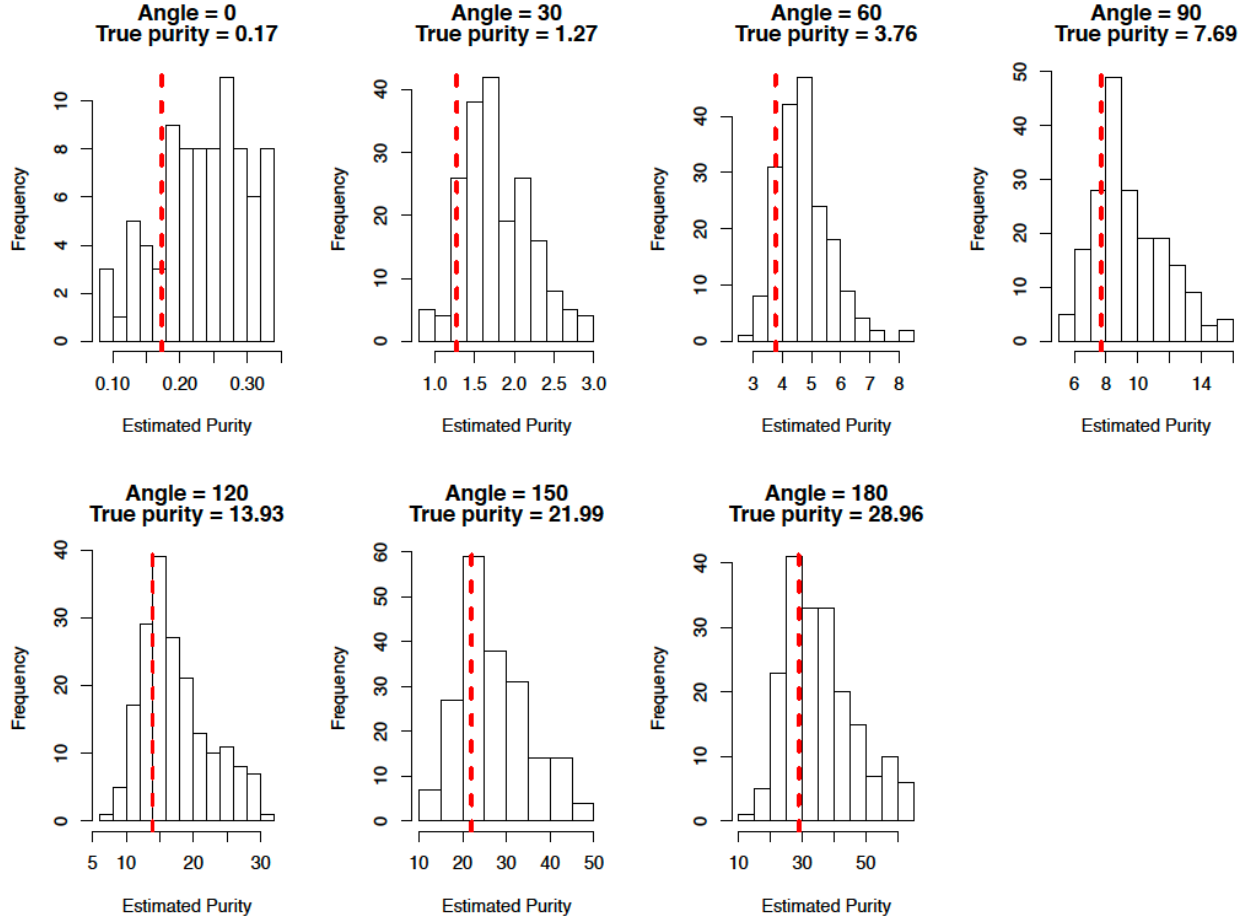 Angle = 0
True purity = 0.17
Frequency
0
2
4
6
8
10
0.10
0.20
0.30
Estimated Purity
Angle = 30
True purity = 1.27
Frequency
0
10
20
30
40
1.0
1.5
2.0
2.5
3.0
Estimated Purity
Angle = 60
True purity = 3.76
Frequency
0
10
20
30
40
3
4
5
6
7
8
Estimated Purity
Angle = 90
True purity = 7.69
Frequency
0
10
20
30
40
50
6
8
10
14
Estimated Purity
Angle = 120
True purity = 13.93
Frequency
0
10
20
30
40
5
10
20
30
Estimated Purity
Angle = 150
True purity = 21.99
Frequency
0
10
20
30
40
50
60
10
20
30
40
50
Estimated Purity
Angle = 180
True purity = 28.96
Frequency
0
10
20
30
40
10
30
50
Estimated Purity